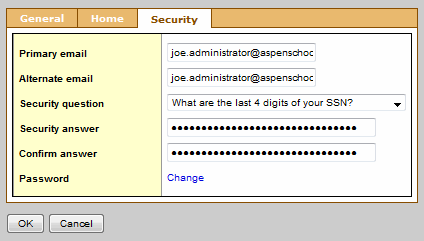 General Home Security
Primary email joe.administrator@aspenschoo
Alternate email joe.administrator@aspenschoo
Security question What are the last 4 digits of your SSN?
Security answer ••••••••••••••••••••••••••••••••
Confirm answer ••••••••••••••••••••••••••••••••
Password Change
OK Cancel